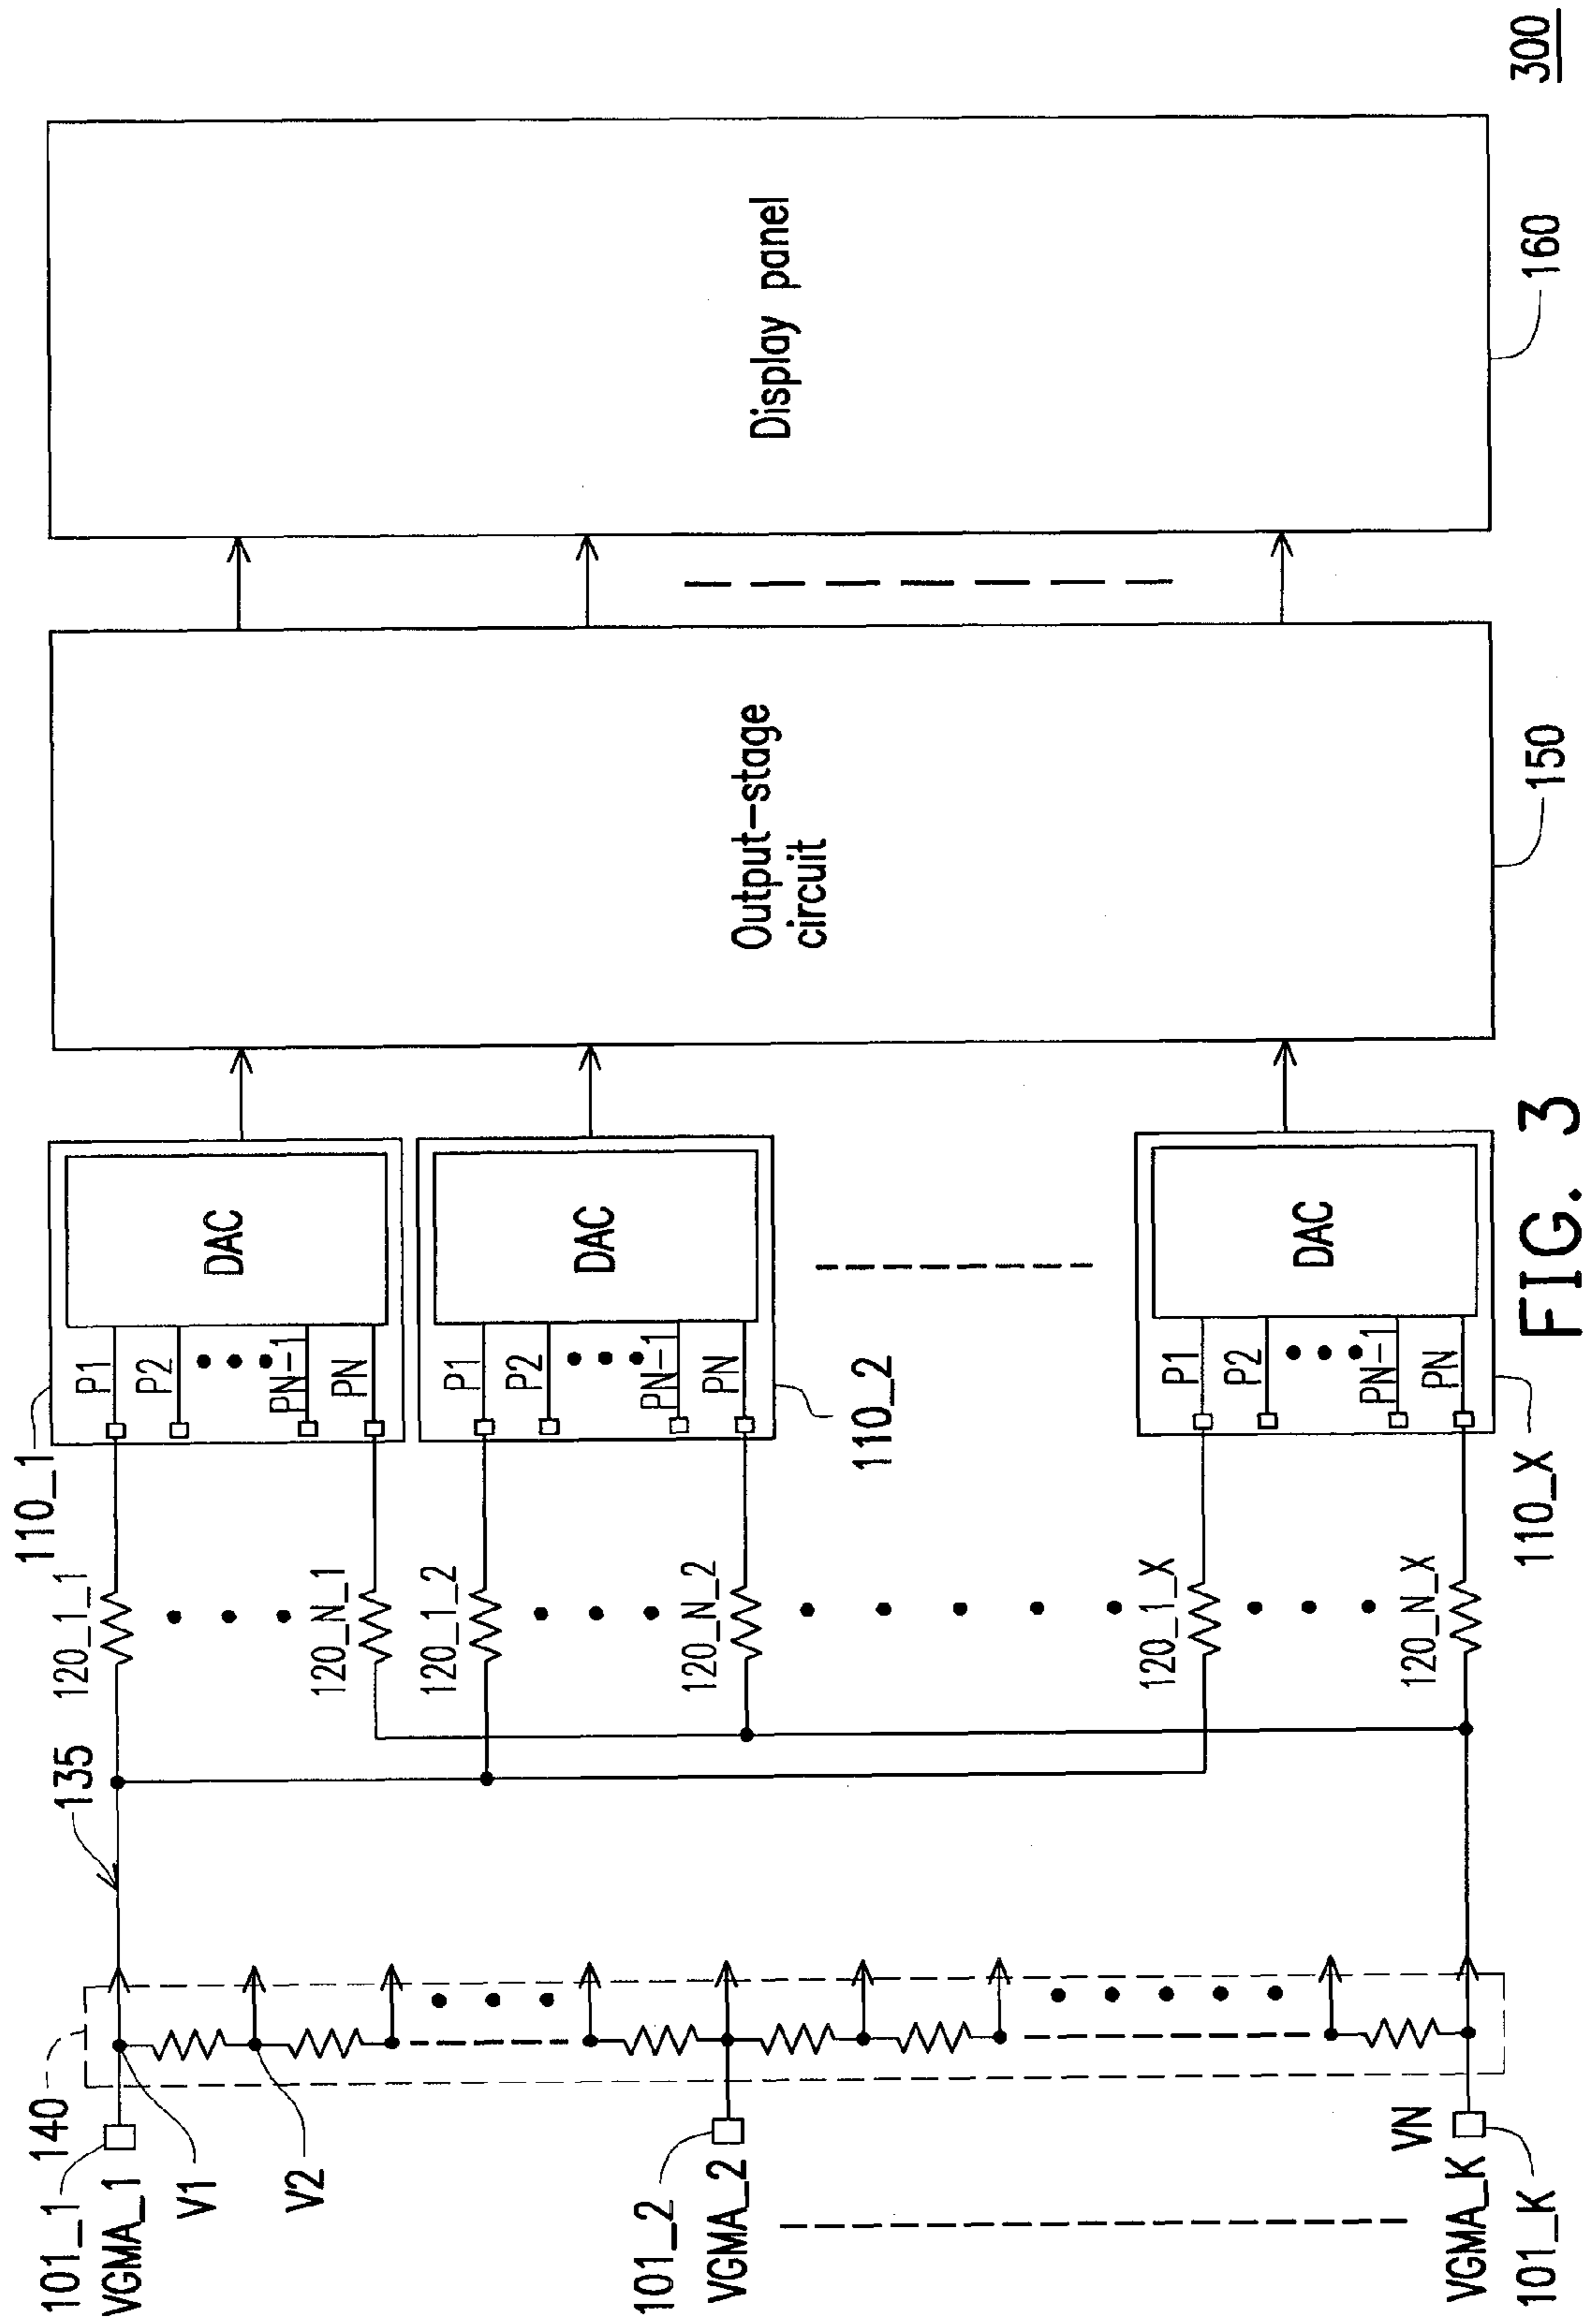 101_1
VGMA_1
140
V1
V2
101_2
VGMA_2
VN
VGMA_K
101_K
135
120_1_1
120_N_1
120_1_2
120_N_2
120_1_X
120_N_X
110_1
P1
P2
PN-1
PN
DAC
P1
P2
PN-1
PN
DAC
110_2
P1
P2
PN-1
PN
DAC
110_X
Output-stage
circuit
150
Display panel
160
300
FIG. 3